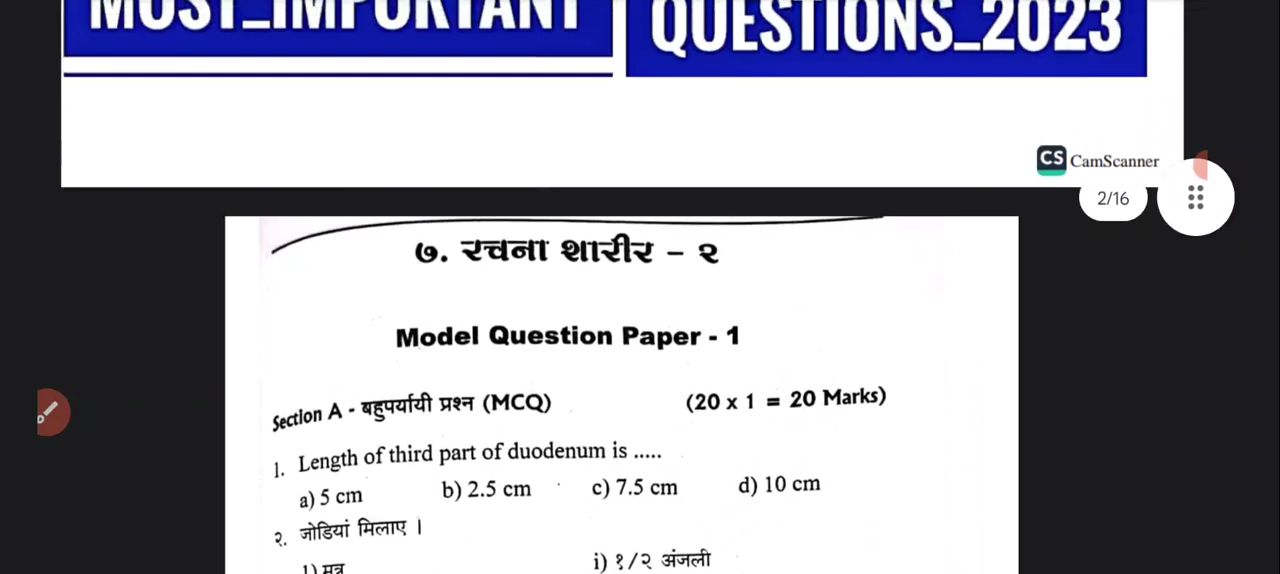 MOST_IMPORTANT QUESTIONS_2023
CS CamScanner
2/16
७. रचना शारीर - २
Model Question Paper - 1
Section A - बहुपर्यायी प्रश्न (MCQ) (20 x 1 = 20 Marks)
1. Length of third part of duodenum is .....
a) 5 cm b) 2.5 cm c) 7.5 cm d) 10 cm
२. जोडियां मिलाए ।
1) मूत्र i) १/२ अंजली